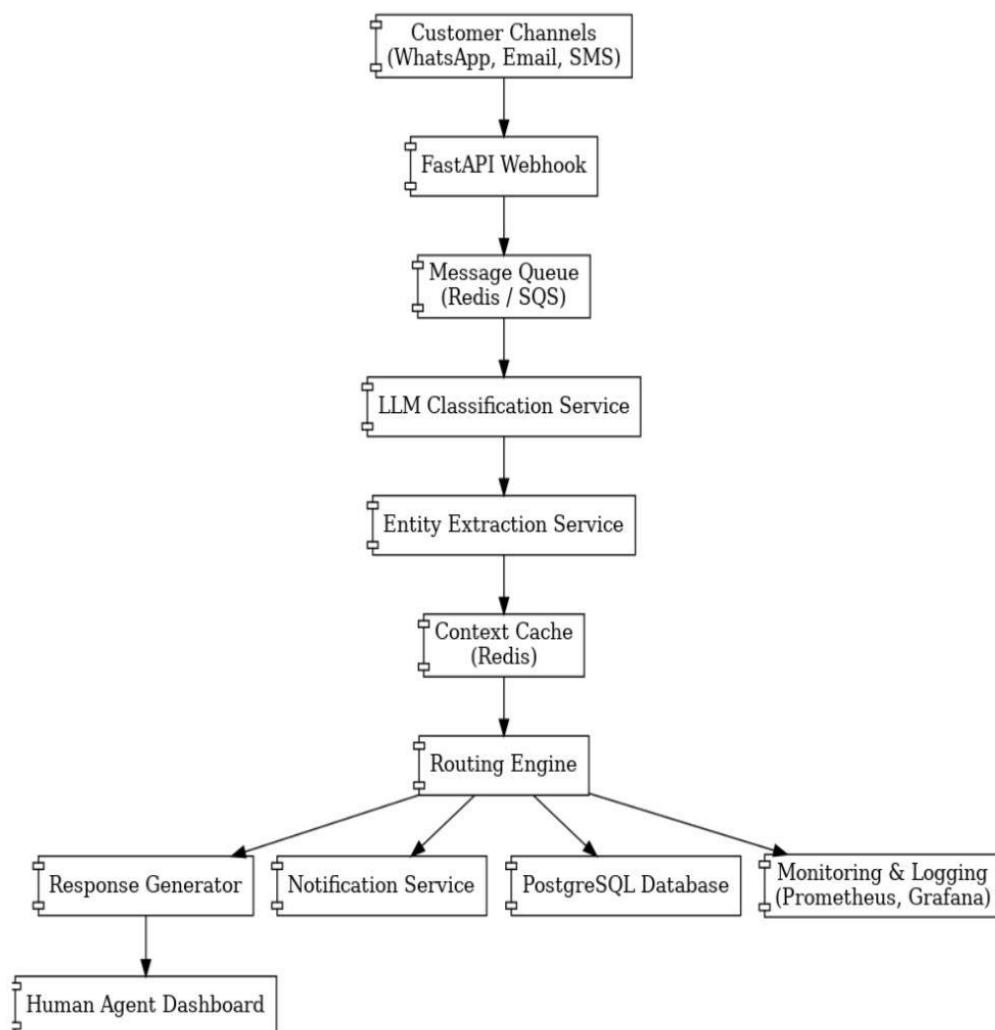 Customer Channels
(WhatsApp, Email, SMS)
FastAPI Webhook
Message Queue
(Redis / SQS)
LLM Classification Service
Entity Extraction Service
Context Cache
(Redis)
Routing Engine
Response Generator
Notification Service
PostgreSQL Database
Monitoring & Logging
(Prometheus, Grafana)
Human Agent Dashboard